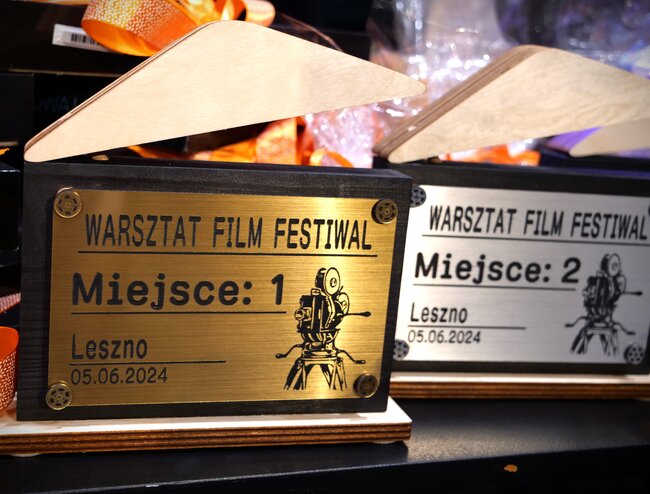 WARSZTAT FILM FESTIWAL
Miejsce: 1
Leszno
05.06.2024
WARSZTAT FILM FESTIWAL
Miejsce: 2
Leszno
05.06.2024